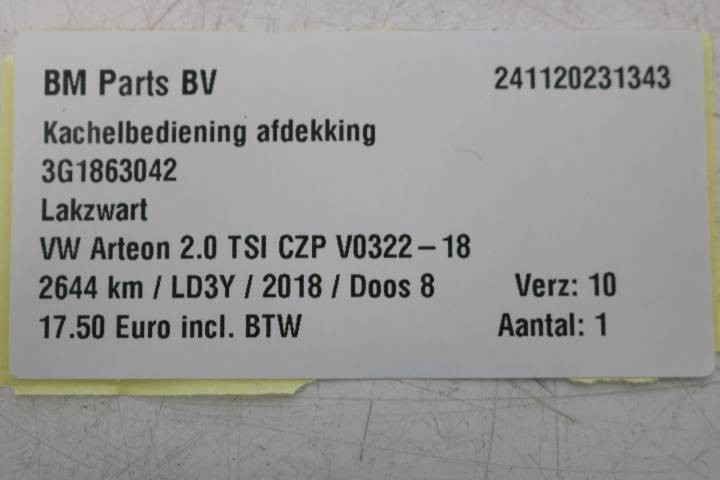 BM Parts BV 241120231343
Kachelbediening afdekking
3G1863042
Lakzwart
VW Arteon 2.0 TSI CZP V0322-18
2644 km / LD3Y / 2018 / Doos 8 Verz: 10
17.50 Euro incl. BTW Aantal: 1